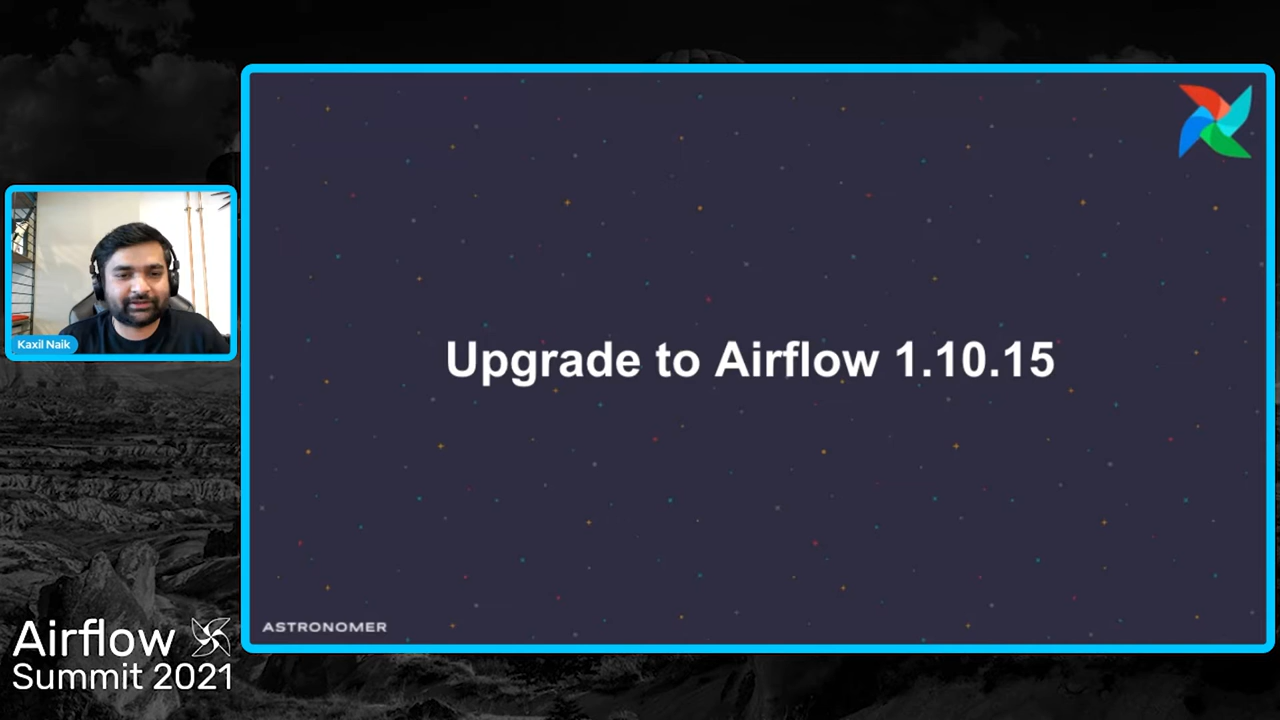 Upgrade to Airflow 1.10.15
Kaxil Naik
ASTRONOMER
Airflow
Summit 2021